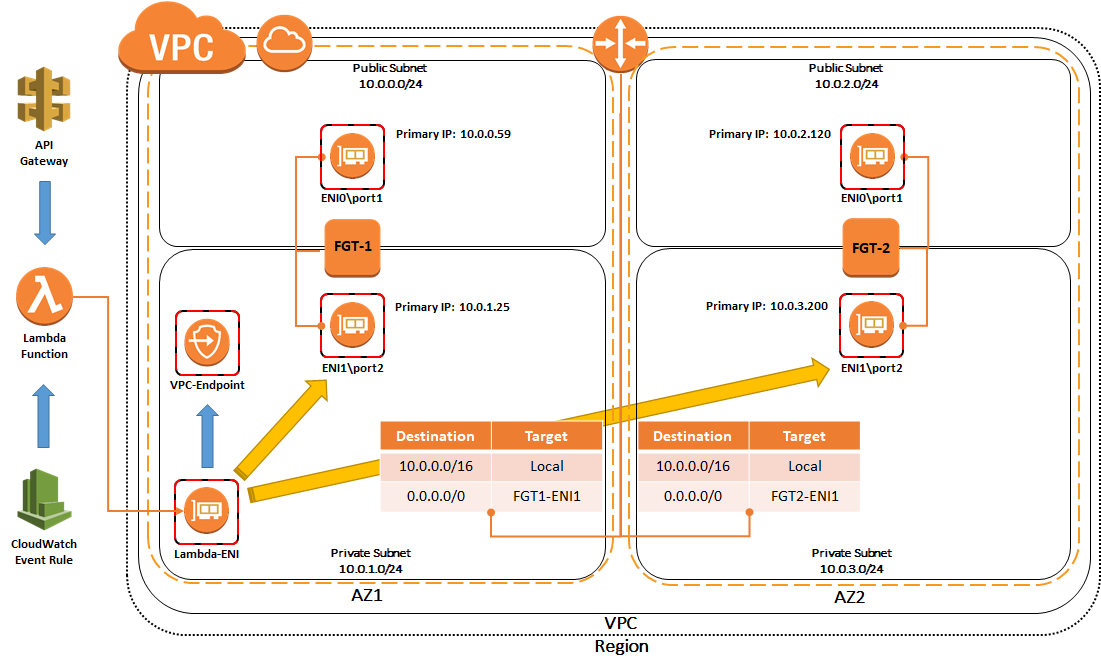 VPC
Public Subnet
10.0.0.0/24
Public Subnet
10.0.2.0/24
API
Gateway
Primary IP: 10.0.0.59
ENI0\port1
Primary IP: 10.0.2.120
ENI0\port1
FGT-1
FGT-2
Lambda
Function
Primary IP: 10.0.1.25
ENI1\port2
Primary IP: 10.0.3.200
ENI1\port2
VPC-Endpoint
Destination Target
10.0.0.0/16 Local
0.0.0.0/0 FGT1-ENI1
Destination Target
10.0.0.0/16 Local
0.0.0.0/0 FGT2-ENI1
CloudWatch
Event Rule
Lambda-ENI
Private Subnet
10.0.1.0/24
Private Subnet
10.0.3.0/24
AZ1
AZ2
VPC
Region